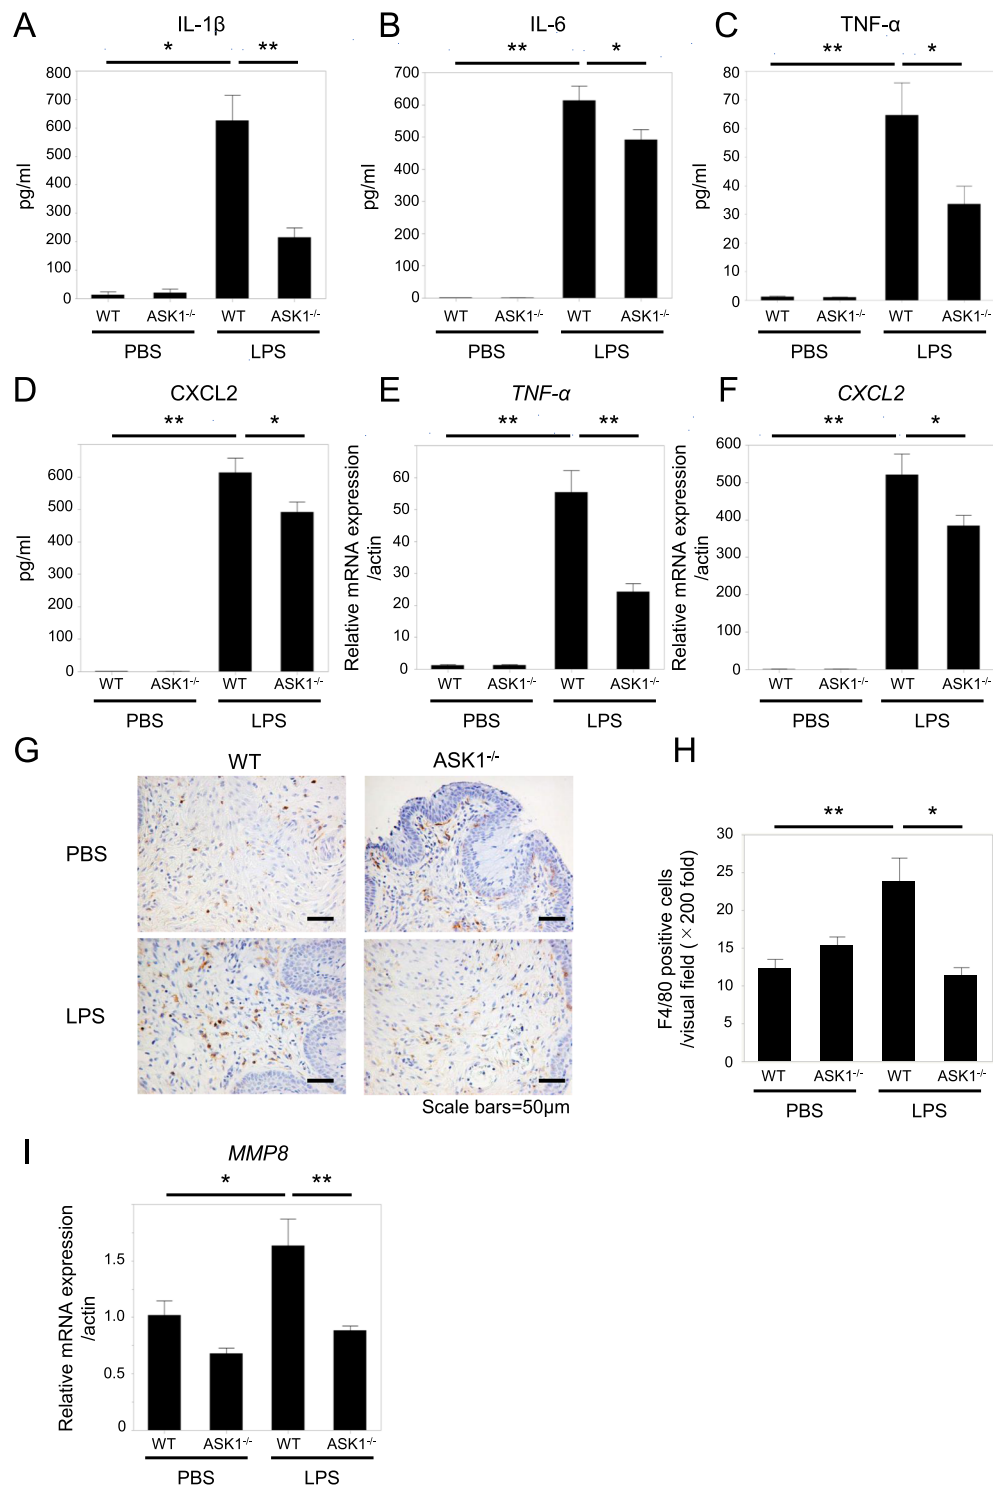 A IL-1β
* **
800
700
600
500
400
300
200
100
0
pg/ml
WT ASK1-/- WT ASK1-/-
PBS LPS
B IL-6
** *
700
600
500
400
300
200
100
0
pg/ml
WT ASK1-/- WT ASK1-/-
PBS LPS
C TNF-α
** *
80
70
60
50
40
30
20
10
0
pg/ml
WT ASK1-/- WT ASK1-/-
PBS LPS
D CXCL2
** *
600
500
400
300
200
100
0
pg/ml
WT ASK1-/- WT ASK1-/-
PBS LPS
E TNF-α
** **
60
50
40
30
20
10
0
Relative mRNA expression
/actin
WT ASK1-/- WT ASK1-/-
PBS LPS
F CXCL2
** *
600
500
400
300
200
100
0
Relative mRNA expression
/actin
WT ASK1-/- WT ASK1-/-
PBS LPS
G
WT ASK1-/-
PBS
LPS
Scale bars=50μm
H
** *
30
25
20
15
10
5
0
F4/80 positive cells
/visual field (×200 fold)
WT ASK1-/- WT ASK1-/-
PBS LPS
I MMP8
* **
1.5
1.0
0.5
0
Relative mRNA expression
/actin
WT ASK1-/- WT ASK1-/-
PBS LPS